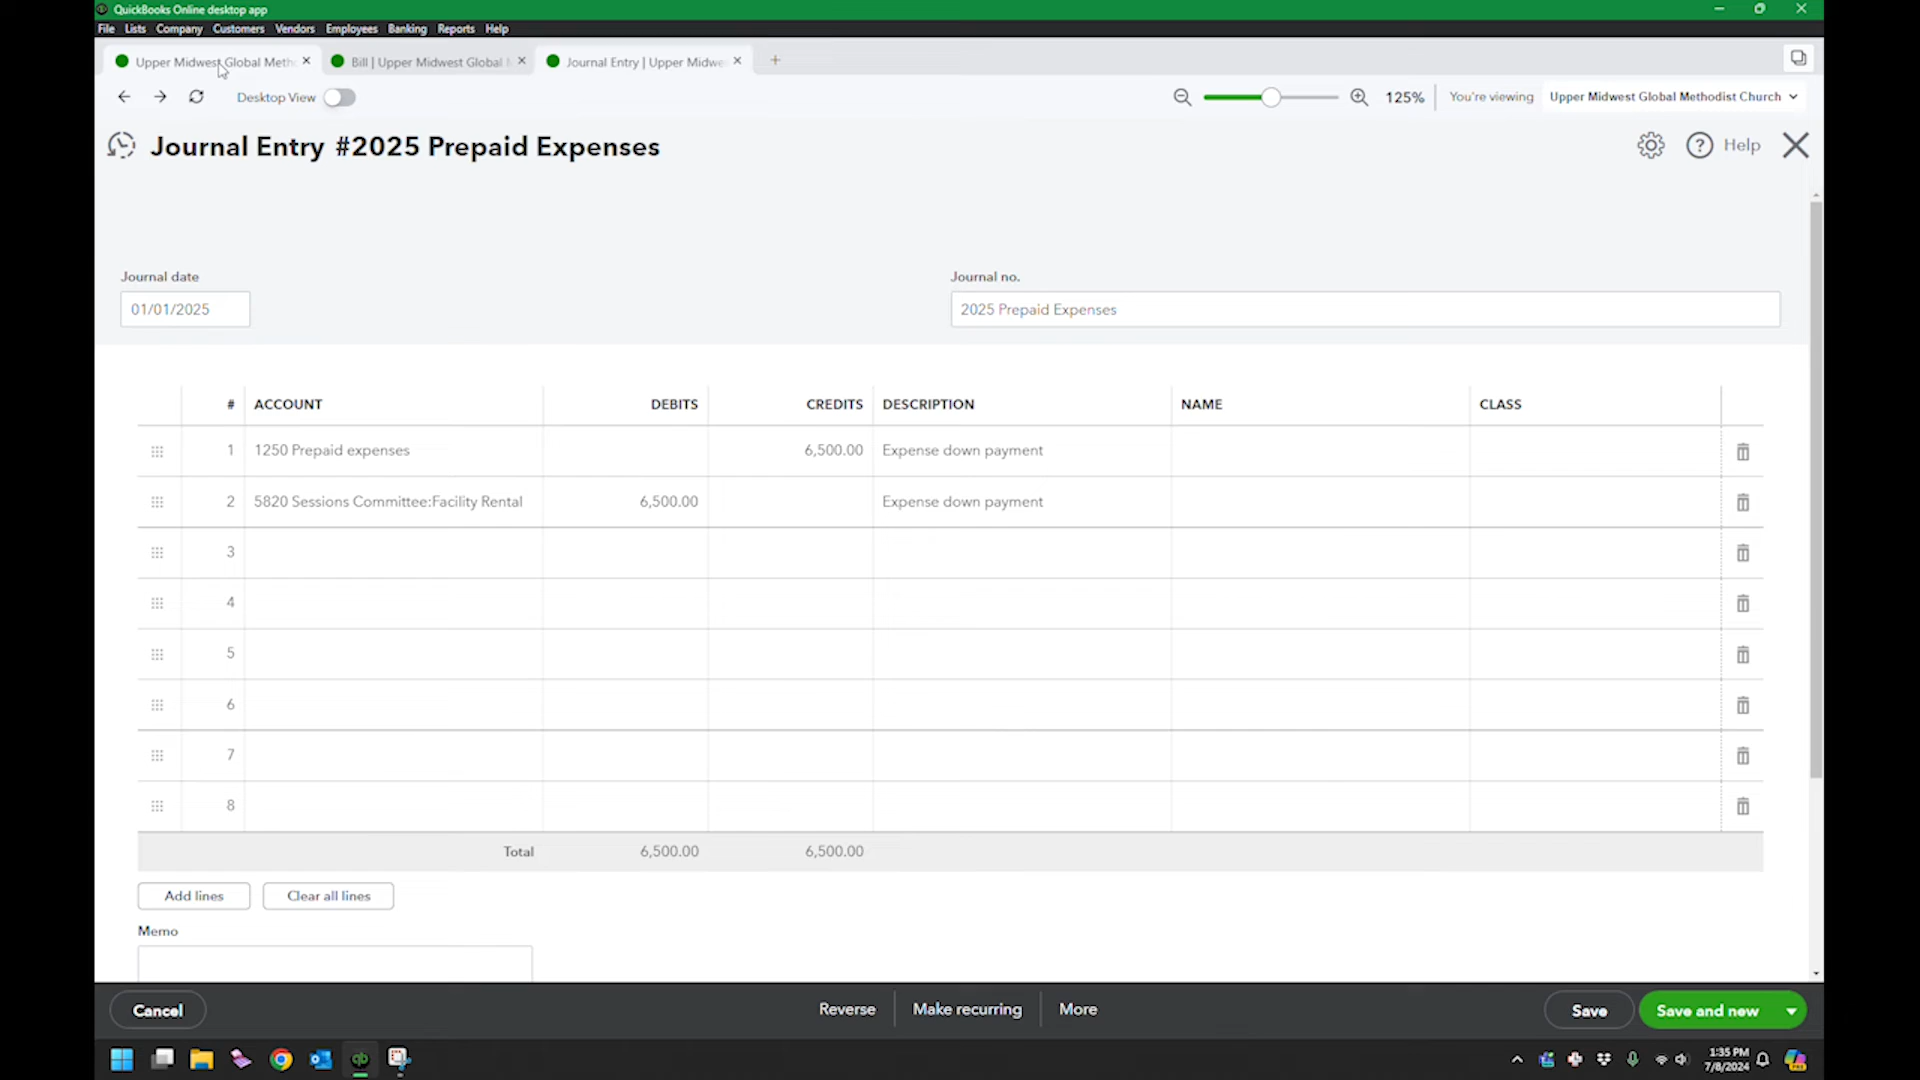 QuickBooks Online desktop app
File Lists Company Customers Vendors Employees Banking Reports Help
Upper Midwest Global Meth
Bill | Upper Midwest Global M
Journal Entry | Upper Midwe
Desktop View
125%
You're viewing
Upper Midwest Global Methodist Church
Journal Entry #2025 Prepaid Expenses
? Help
Journal date
Journal no.
01/01/2025
2025 Prepaid Expenses
# ACCOUNT DEBITS CREDITS DESCRIPTION NAME CLASS
1 1250 Prepaid expenses 6,500.00 Expense down payment
2 5820 Sessions Committee:Facility Rental 6,500.00 Expense down payment
3
4
5
6
7
8
Total 6,500.00 6,500.00
Add lines Clear all lines
Memo
Cancel Reverse Make recurring More Save Save and new
qb
1:35 PM
7/8/2024